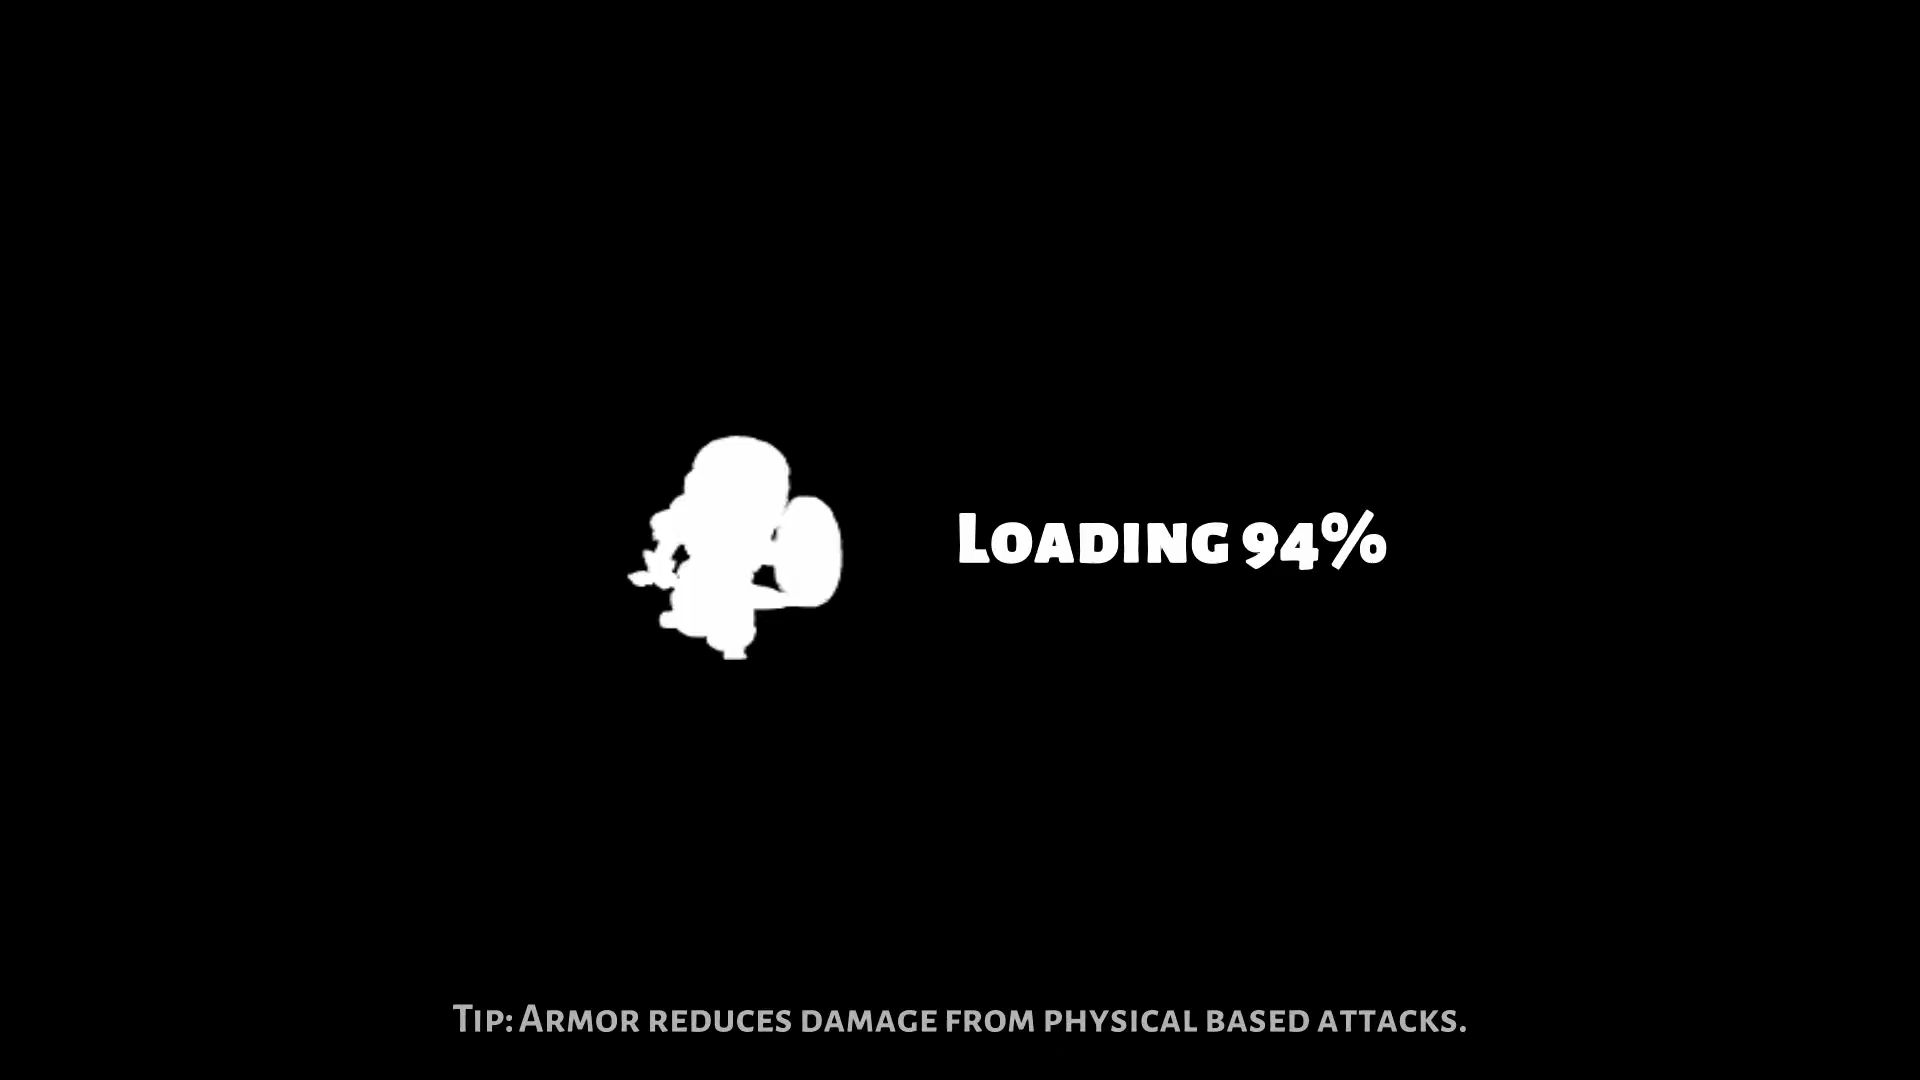 Loading 94%
Tip: Armor reduces damage from physical based attacks.